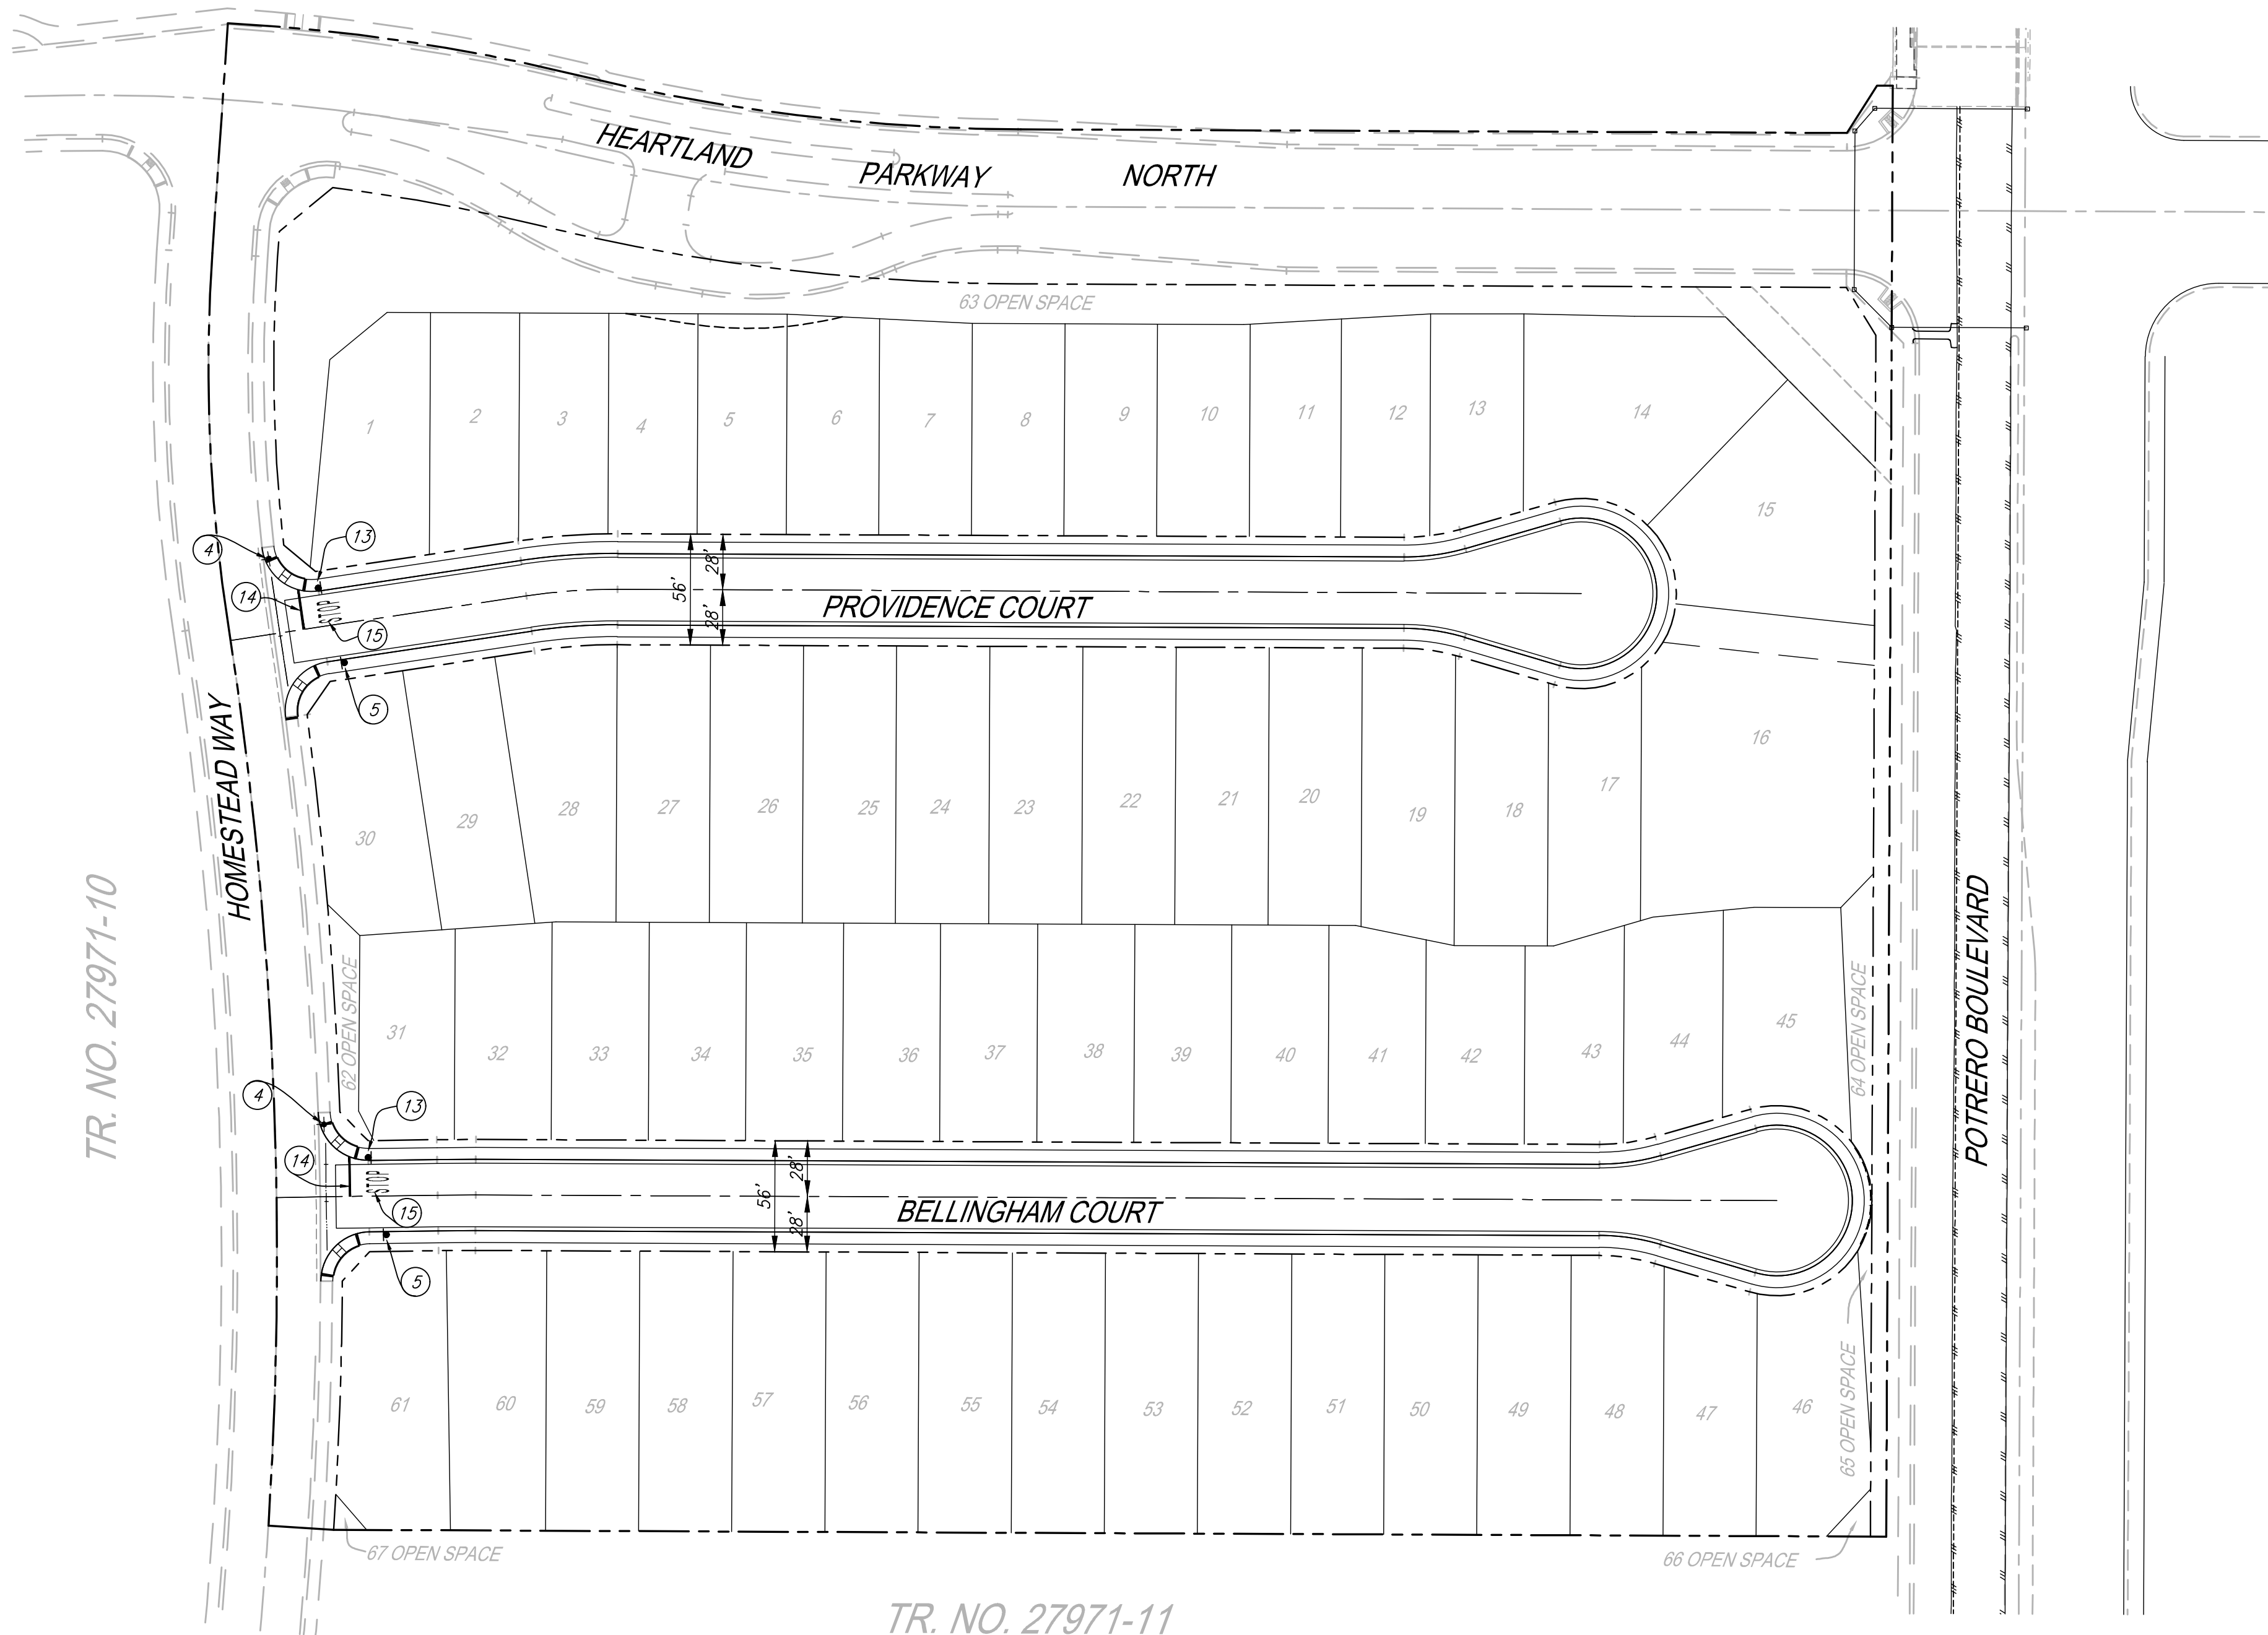 HEARTLAND PARKWAY NORTH
63 OPEN SPACE
1 2 3 4 5 6 7 8 9 10 11 12 13 14
15
4
13
14
STOP
15
5
56'
28'
28'
PROVIDENCE COURT
HOMESTEAD WAY
30 29 28 27 26 25 24 23 22 21 20 19 18 17 16
TR. NO. 27971-10
62 OPEN SPACE
31 32 33 34 35 36 37 38 39 40 41 42 43 44 45
64 OPEN SPACE
POTRERO BOULEVARD
4
13
14
STOP
15
5
56'
28'
28'
BELLINGHAM COURT
61 60 59 58 57 56 55 54 53 52 51 50 49 48 47 46
65 OPEN SPACE
67 OPEN SPACE
66 OPEN SPACE
TR. NO. 27971-11